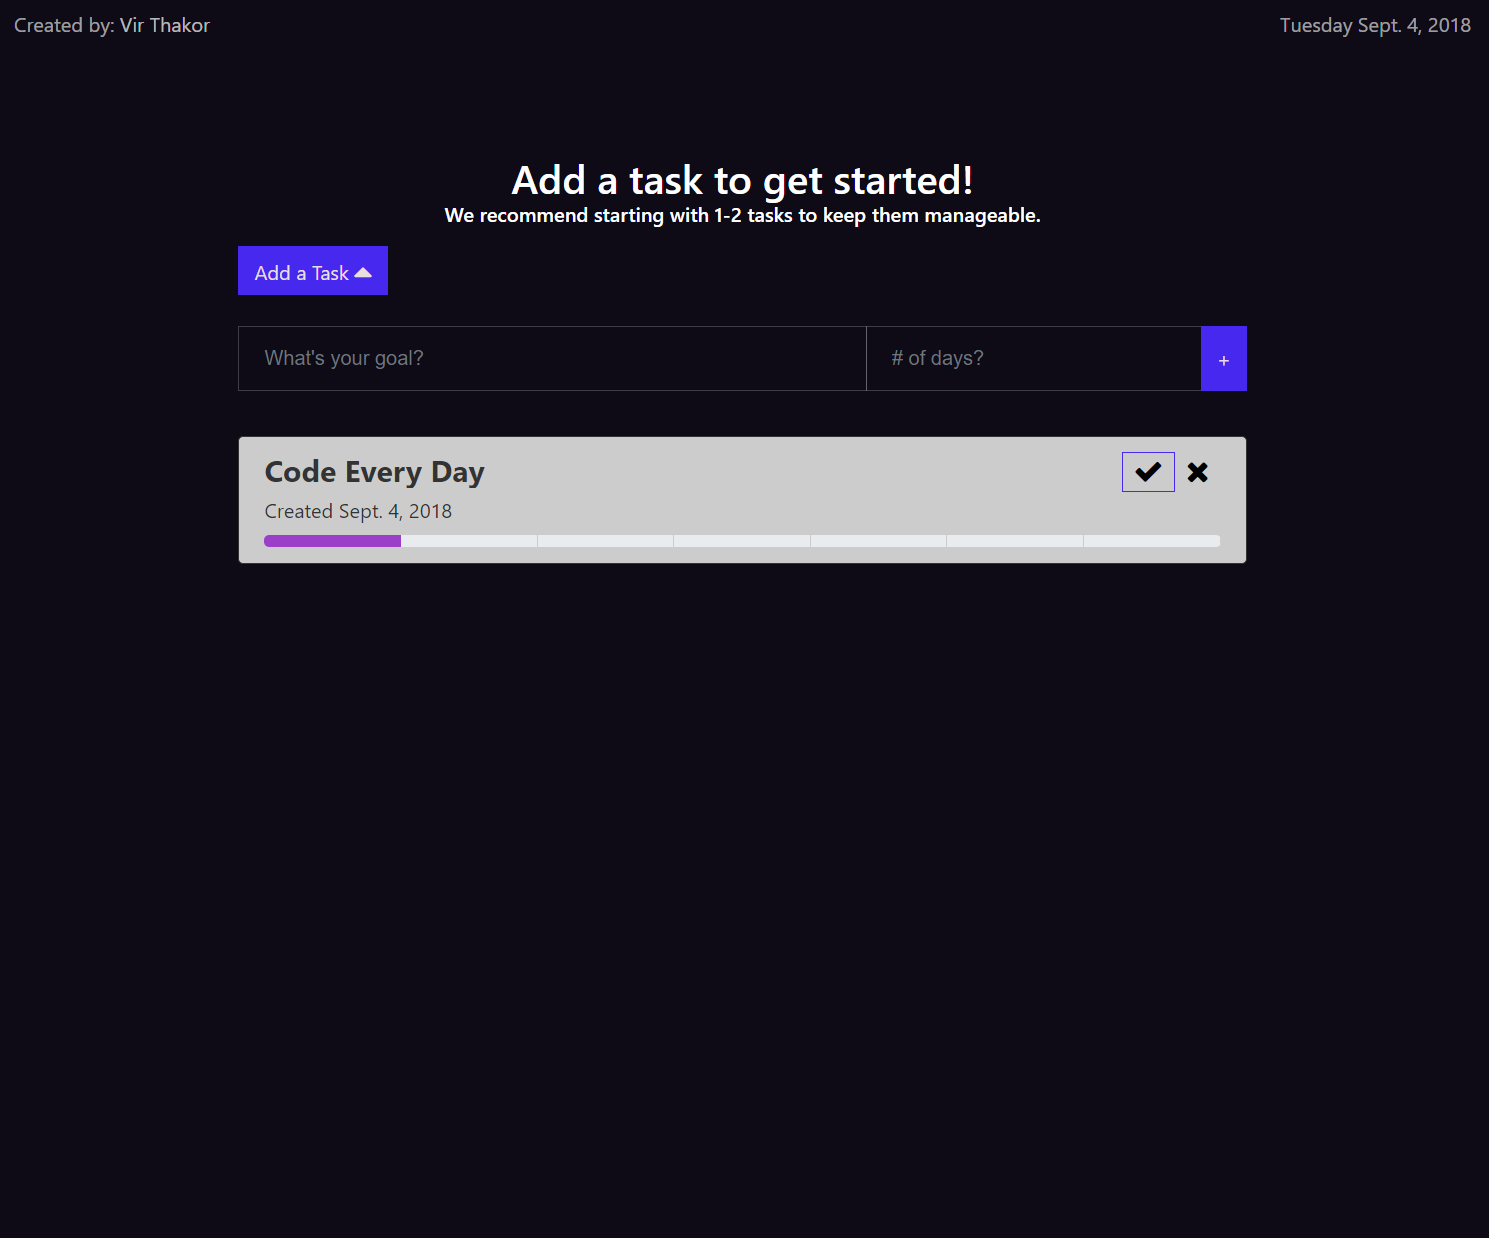 Created by: Vir Thakor
Tuesday Sept. 4, 2018
Add a task to get started!
We recommend starting with 1-2 tasks to keep them manageable.
Add a Task
What's your goal?
# of days?
+
Code Every Day
Created Sept. 4, 2018